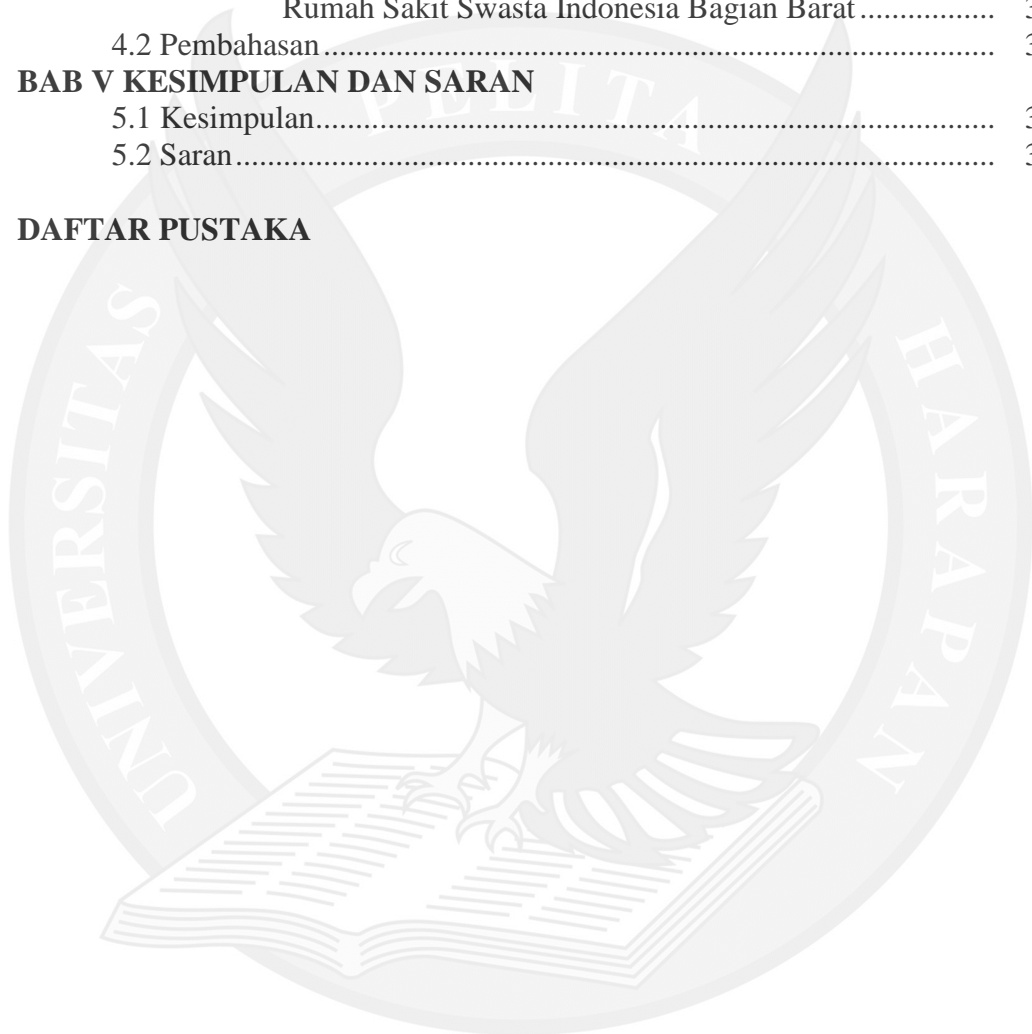 Rumah Sakit Swasta Indonesia Bagian Barat ................. 3
4.2 Pembahasan .......................................................................... 3
BAB V KESIMPULAN DAN SARAN
5.1 Kesimpulan........................................................................... 3
5.2 Saran .................................................................................... 3
DAFTAR PUSTAKA
UNIVERSITAS PELITA HARAPAN